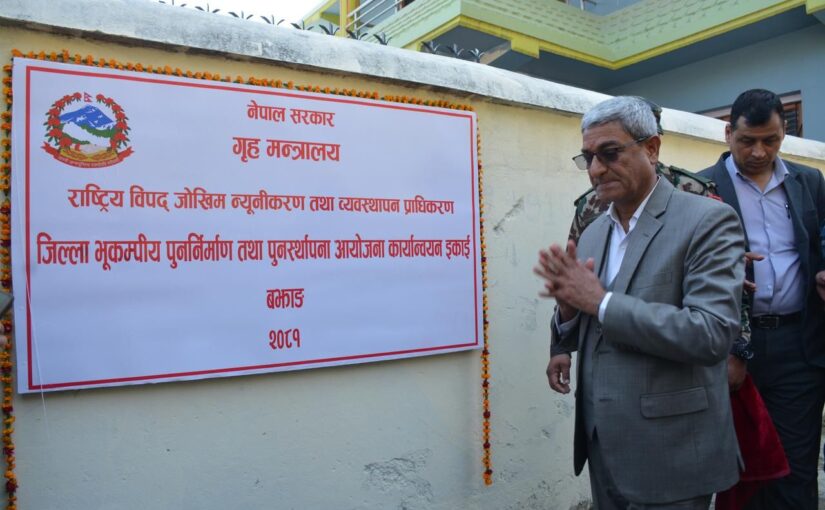 नेपाल सरकार
गृह मन्त्रालय
राष्ट्रिय विपद् जोखिम न्यूनीकरण तथा व्यवस्थापन प्राधिकरण
जिल्ला भूकम्पीय पुनर्निर्माण तथा पुनर्स्थापना आयोजना कार्यान्वयन इकाई
बझाङ
२०८१